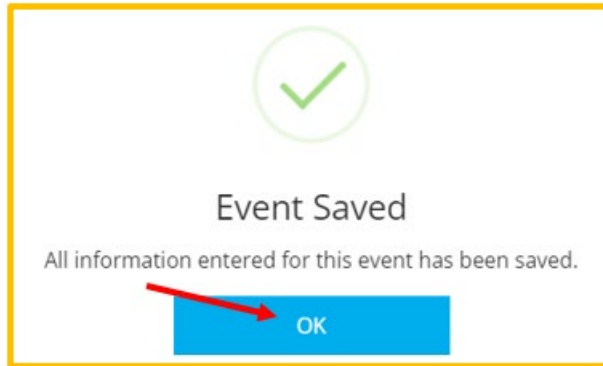 Event Saved
All information entered for this event has been saved.
OK